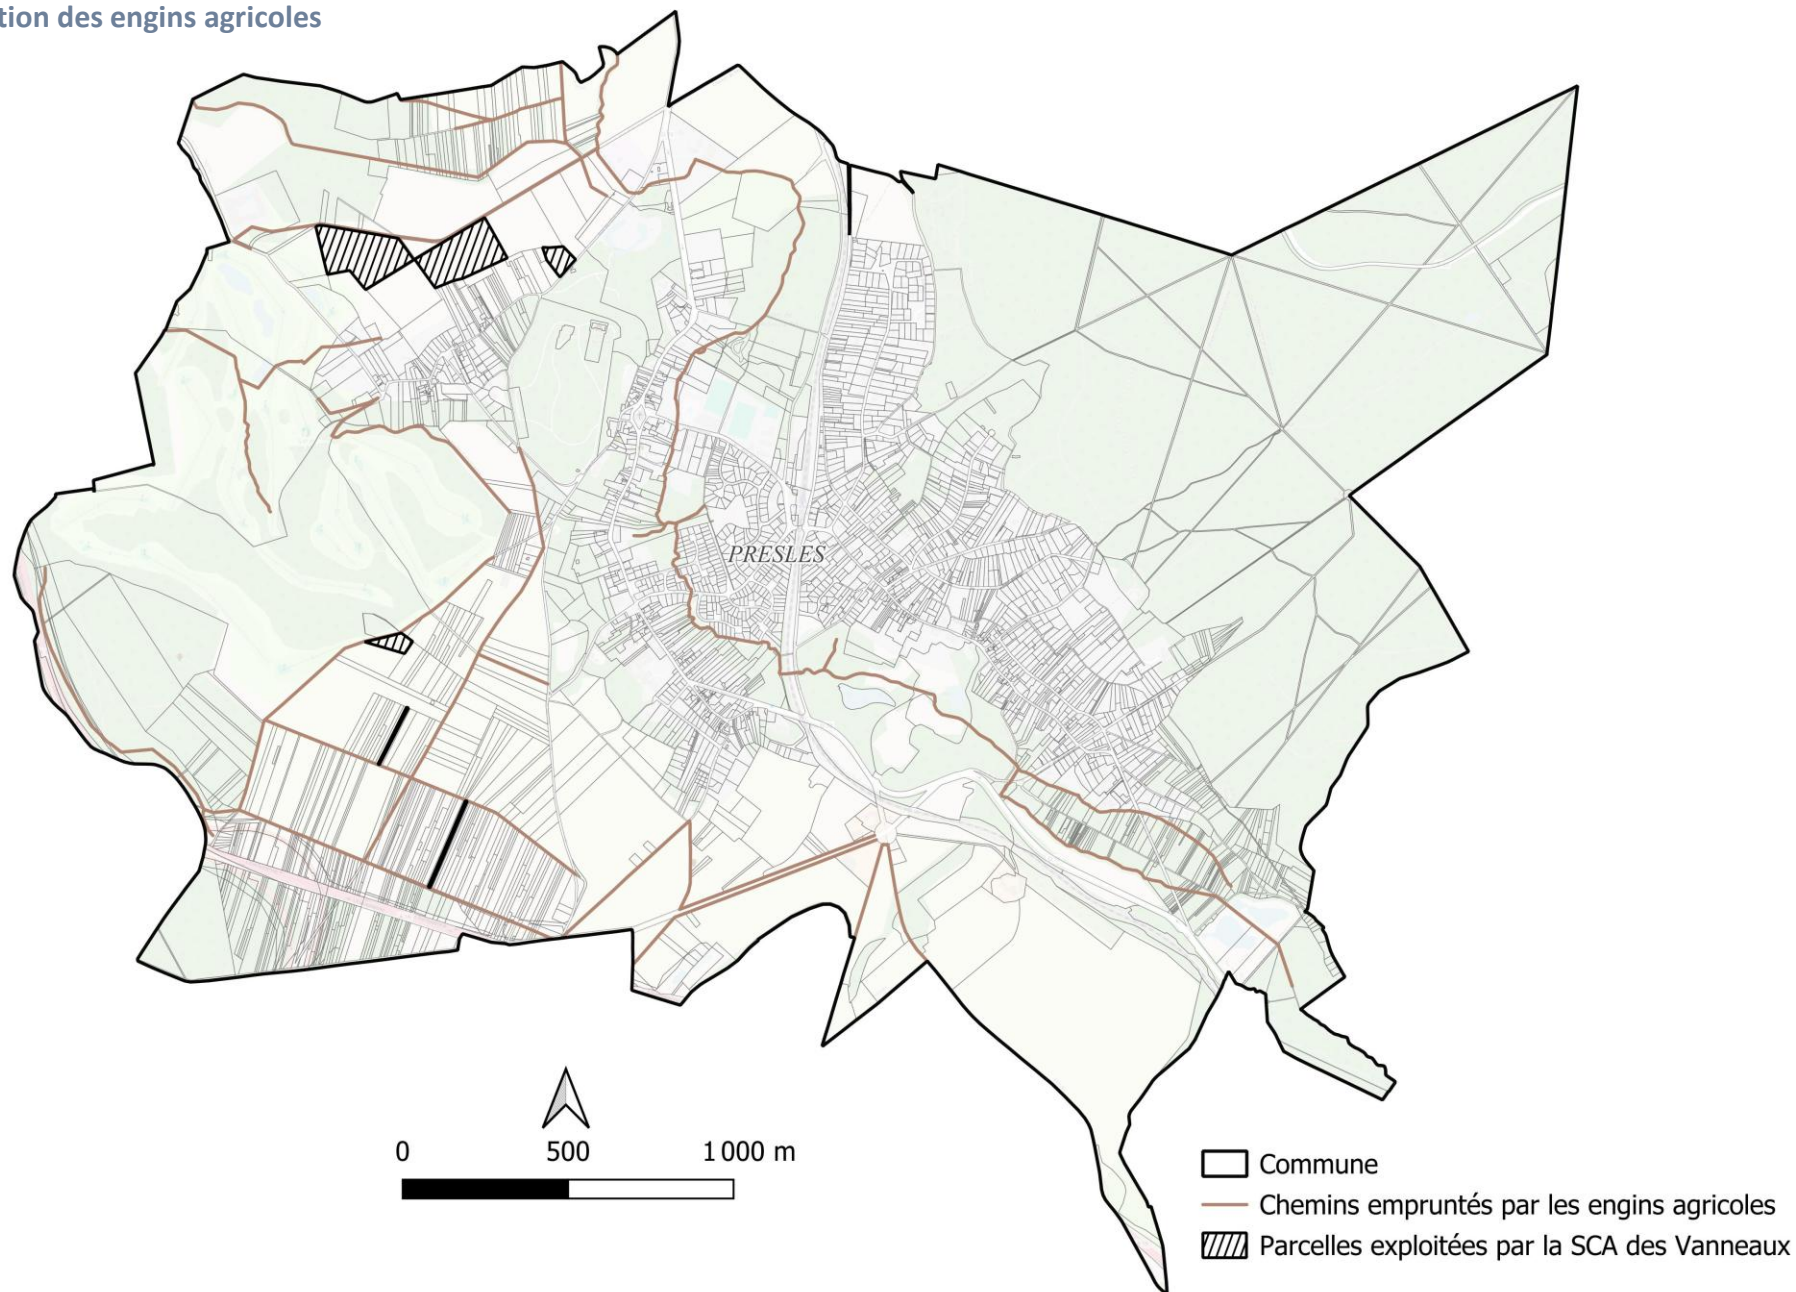 tion des engins agricoles
PRESLES
0 500 1 000 m
Commune
Chemins empruntés par les engins agricoles
Parcelles exploitées par la SCA des Vanneaux